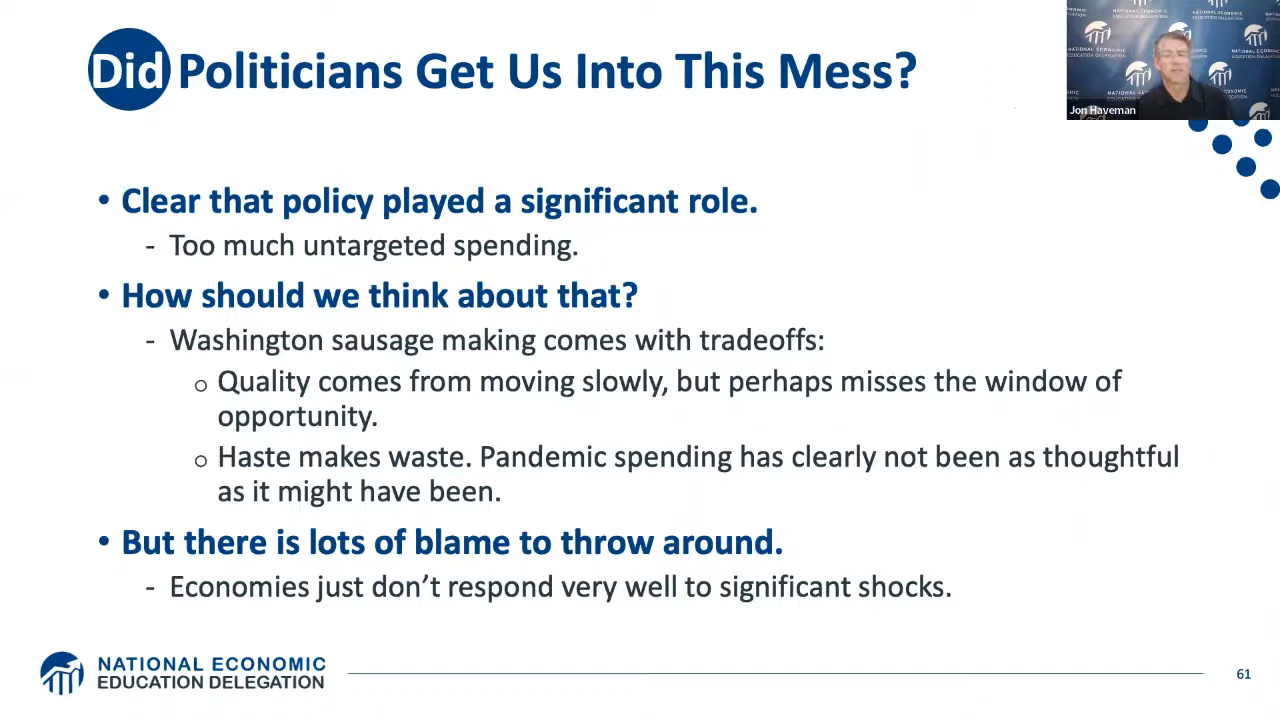 Did Politicians Get Us Into This Mess?
NATIONAL ECONOMIC
EDUCATION DELEGATION
Jon Haveman
• Clear that policy played a significant role.
- Too much untargeted spending.
• How should we think about that?
- Washington sausage making comes with tradeoffs:
o Quality comes from moving slowly, but perhaps misses the window of
opportunity.
o Haste makes waste. Pandemic spending has clearly not been as thoughtful
as it might have been.
• But there is lots of blame to throw around.
- Economies just don’t respond very well to significant shocks.
NATIONAL ECONOMIC
EDUCATION DELEGATION
61